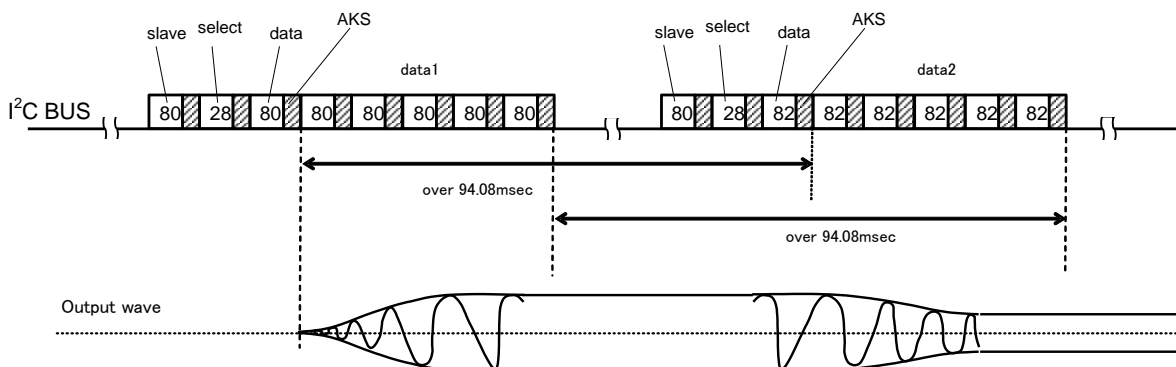 slave select data AKS
data1
slave select data AKS
data2
I²C BUS
80 28 80 80 80 80 80 80
80 28 82 82 82 82 82 82
over 94.08msec
over 94.08msec
Output wave